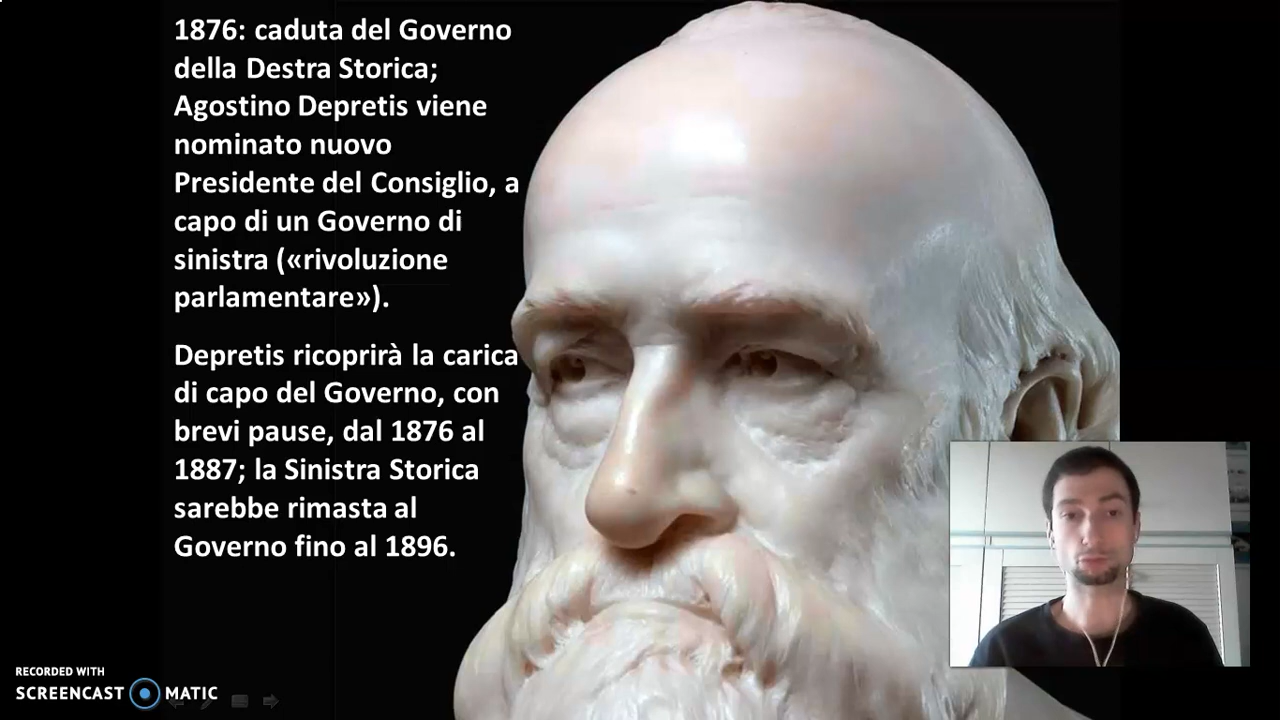 1876: caduta del Governo
della Destra Storica;
Agostino Depretis viene
nominato nuovo
Presidente del Consiglio, a
capo di un Governo di
sinistra («rivoluzione
parlamentare»).
Depretis ricoprirà la carica
di capo del Governo, con
brevi pause, dal 1876 al
1887; la Sinistra Storica
sarebbe rimasta al
Governo fino al 1896.
RECORDED WITH
SCREENCAST MATIC